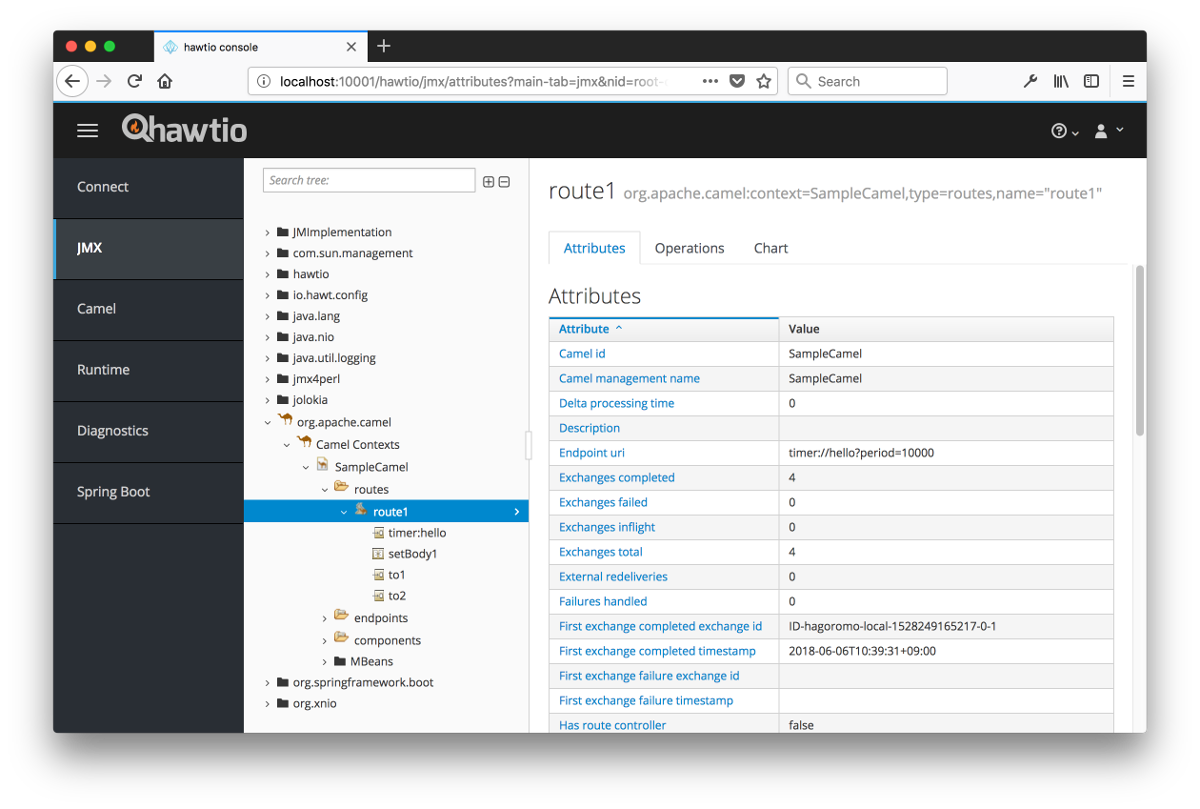 hawtio console
localhost:10001/hawtio/jmx/attributes?main-tab=jmx&nid=root-
Search
hawtio
Connect
JMX
Camel
Runtime
Diagnostics
Spring Boot
Search tree:
JMImplementation
com.sun.management
hawtio
io.hawt.config
java.lang
java.nio
java.util.logging
jmx4perl
jolokia
org.apache.camel
Camel Contexts
SampleCamel
routes
route1
timer:hello
setBody1
to1
to2
endpoints
components
MBeans
org.springframework.boot
org.xnio
route1 org.apache.camel:context=SampleCamel,type=routes,name="route1"
Attributes Operations Chart
Attributes
Attribute Value
Camel id SampleCamel
Camel management name SampleCamel
Delta processing time 0
Description
Endpoint uri timer://hello?period=10000
Exchanges completed 4
Exchanges failed 0
Exchanges inflight 0
Exchanges total 4
External redeliveries 0
Failures handled 0
First exchange completed exchange id ID-hagoromo-local-1528249165217-0-1
First exchange completed timestamp 2018-06-06T10:39:31+09:00
First exchange failure exchange id
First exchange failure timestamp
Has route controller false